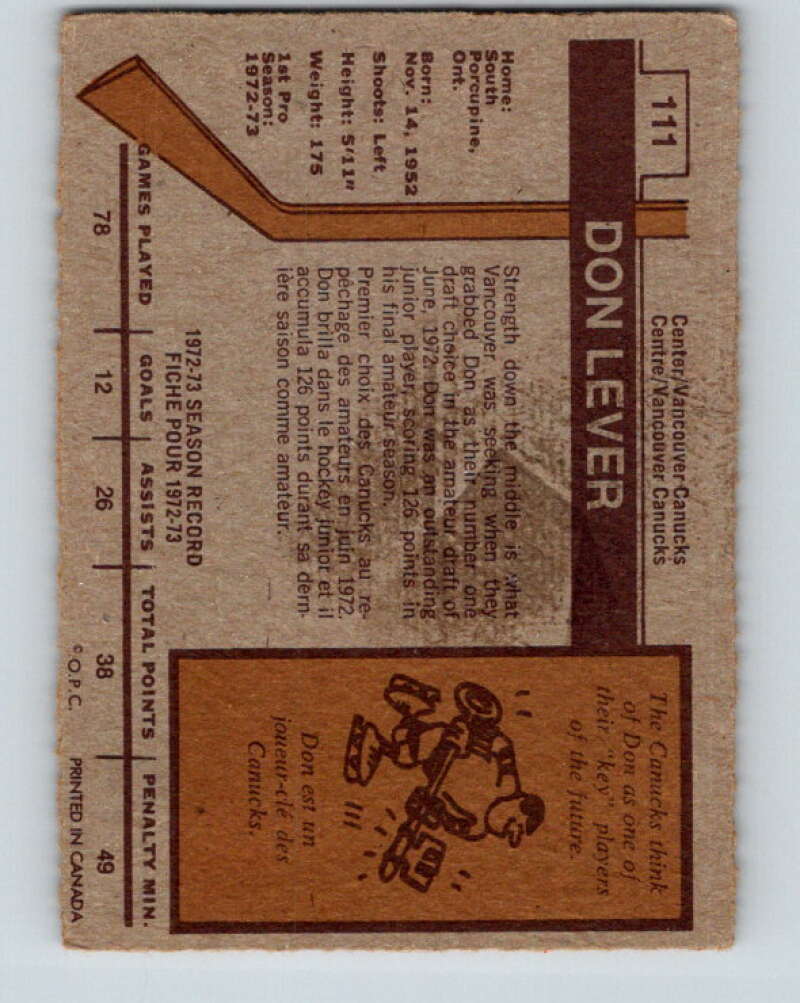 111
Center/Vancouver Canucks
Centre/Vancouver Canucks
DON LEVER
Home:
South
Porcupine,
Ont.
Born:
Nov. 14, 1952
Shoots: Left
Height: 5'11"
Weight: 175
1st Pro
Season:
1972-73
Strength down the middle is what
Vancouver was seeking when they
grabbed Don as their number one
draft choice in the amateur draft of
June, 1972. Don was an outstanding
junior player, scoring 126 points in
his final amateur season.
Premier choix des Canucks au re-
pêchage des amateurs en juin 1972.
Don brilla dans le hockey junior et il
accumula 126 points durant sa dern-
ière saison comme amateur.
The Canucks think
of Don as one of
their "key" players
of the future.
Don est un
joueur-clé des
Canucks.
1972-73 SEASON RECORD
FICHE POUR 1972-73
GAMES PLAYED GOALS ASSISTS TOTAL POINTS PENALTY MIN.
78 12 26 38 49
© O.P.C. PRINTED IN CANADA